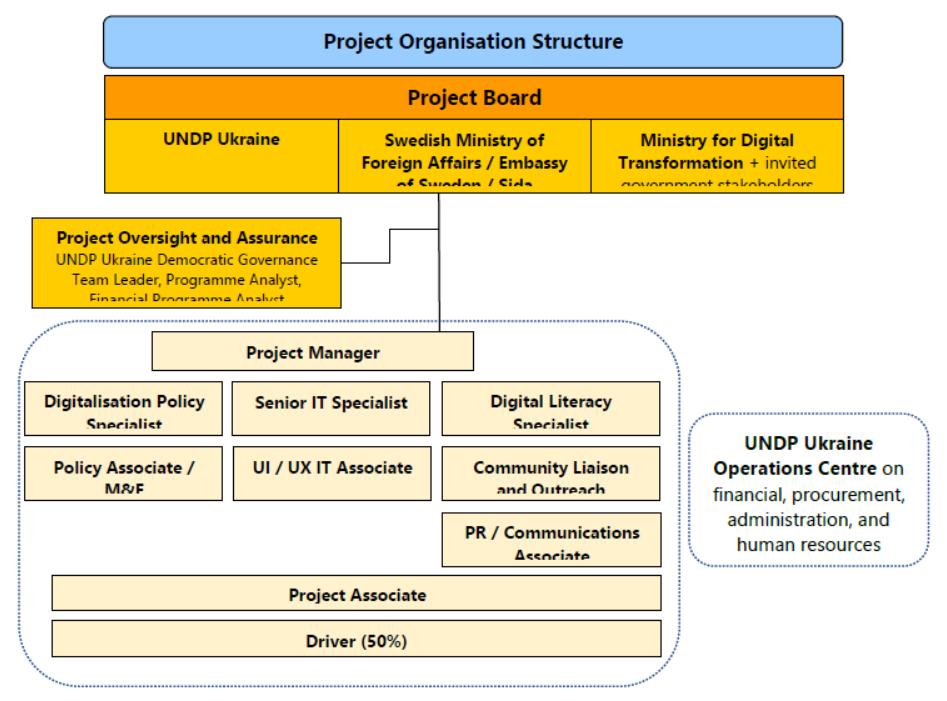 Project Organisation Structure
Project Board
UNDP Ukraine
Swedish Ministry of
Foreign Affairs / Embassy
of Sweden / Sida
Ministry for Digital
Transformation + invited
government stakeholders
Project Oversight and Assurance
UNDP Ukraine Democratic Governance
Team Leader, Programme Analyst,
Financial Programme Analyst
Project Manager
Digitalisation Policy
Specialist
Senior IT Specialist
Digital Literacy
Specialist
Policy Associate /
M&E
UI / UX IT Associate
Community Liaison
and Outreach
PR / Communications
Associate
Project Associate
Driver (50%)
UNDP Ukraine
Operations Centre on
financial, procurement,
administration, and
human resources